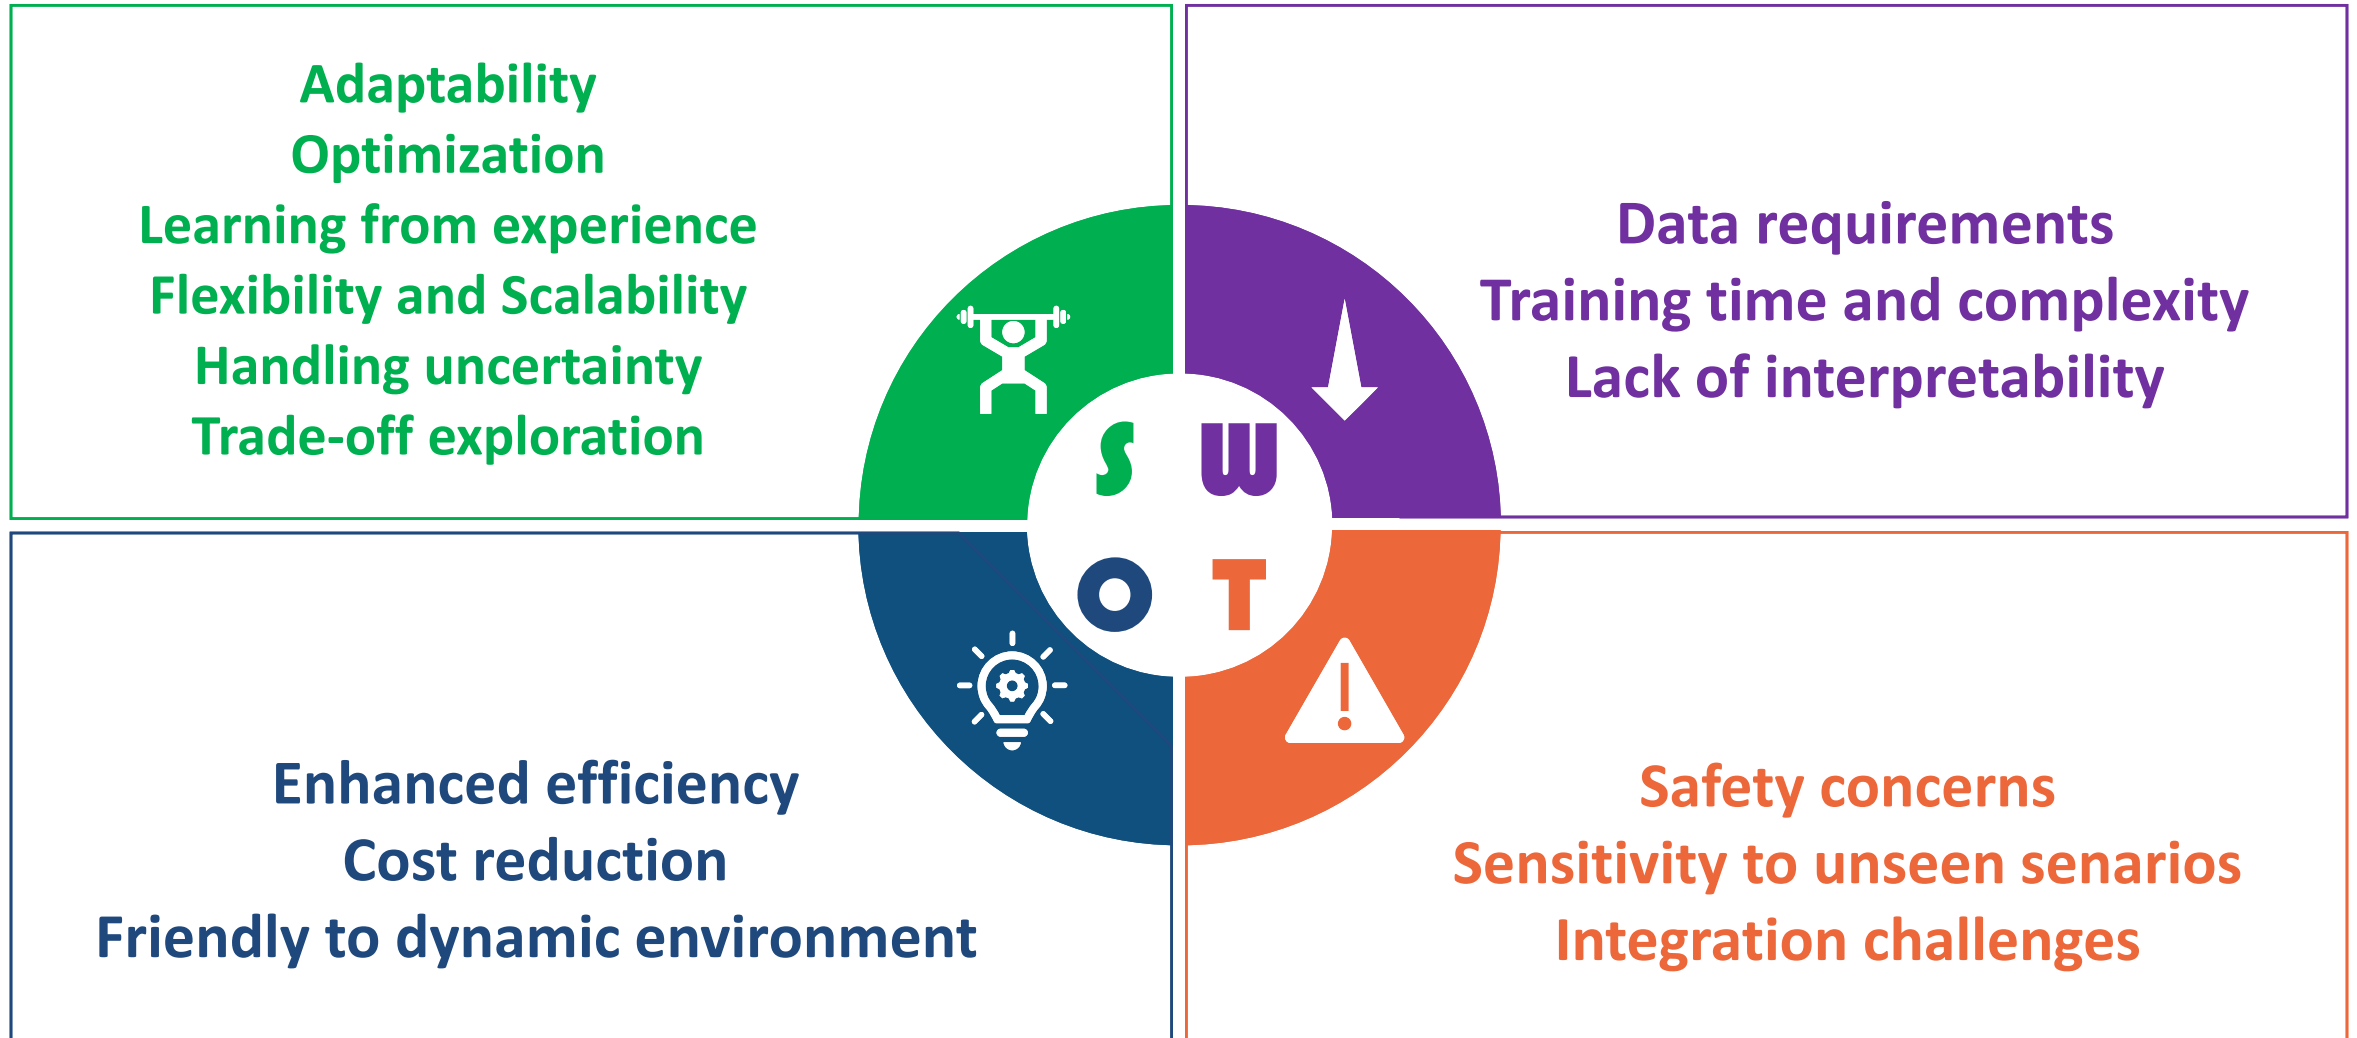 Adaptability
Optimization
Learning from experience
Flexibility and Scalability
Handling uncertainty
Trade-off exploration
Data requirements
Training time and complexity
Lack of interpretability
S W
O T
Enhanced efficiency
Cost reduction
Friendly to dynamic environment
Safety concerns
Sensitivity to unseen senarios
Integration challenges